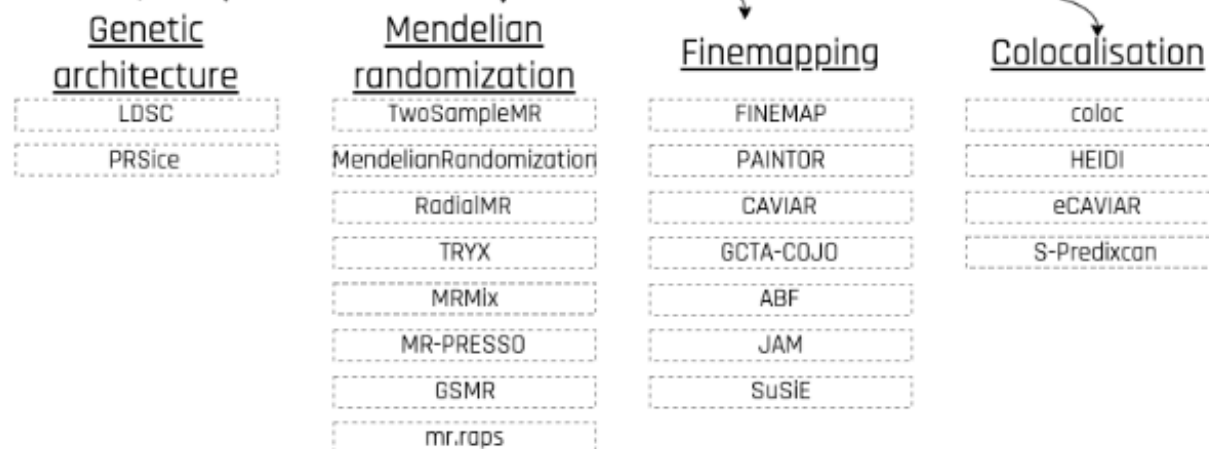 Genetic
architecture
LDSC
PRSice
Mendelian
randomization
TwoSampleMR
MendelianRandomization
RadialMR
TRYX
MRMix
MR-PRESSO
GSMR
mr.raps
Finemapping
FINEMAP
PAINTOR
CAVIAR
GCTA-COJO
ABF
JAM
SuSiE
Colocalisation
coloc
HEIDI
eCAVIAR
S-Predixcan